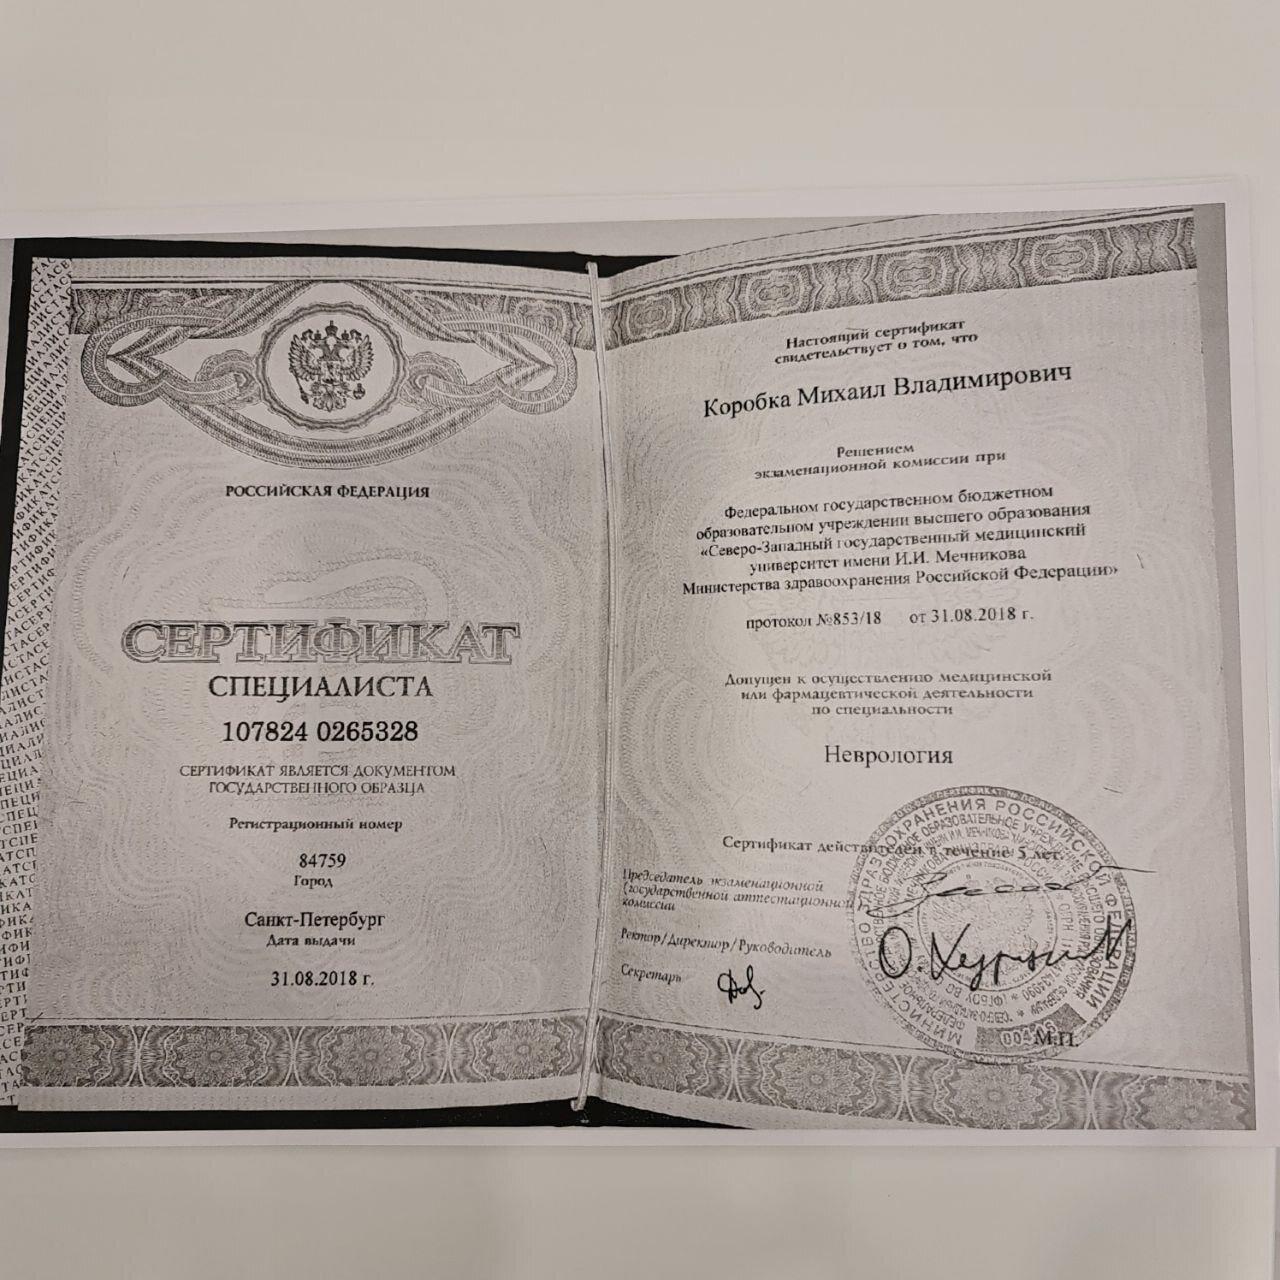 РОССИЙСКАЯ ФЕДЕРАЦИЯ
СЕРТИФИКАТ
СПЕЦИАЛИСТА
107824 0265328
СЕРТИФИКАТ ЯВЛЯЕТСЯ ДОКУМЕНТОМ
ГОСУДАРСТВЕННОГО ОБРАЗЦА
Регистрационный номер
84759
Город
Санкт-Петербург
Дата выдачи
31.08.2018 г.
Настоящий сертификат
свидетельствует о том, что
Коробка Михаил Владимирович
Решением
экзаменационной комиссии при
Федеральном государственном бюджетном
образовательном учреждении высшего образования
«Северо-Западный государственный медицинский
университет имени И.И. Мечникова
Министерства здравоохранения Российской Федерации»
протокол №853/18 от 31.08.2018 г.
Допущен к осуществлению медицинской
или фармацевтической деятельности
по специальности
Неврология
Сертификат действителен в течение 5 лет.
Председатель экзаменационной
(государственной аттестационной)
комиссии
Ректор/Директор/Руководитель
Секретарь
М.П.